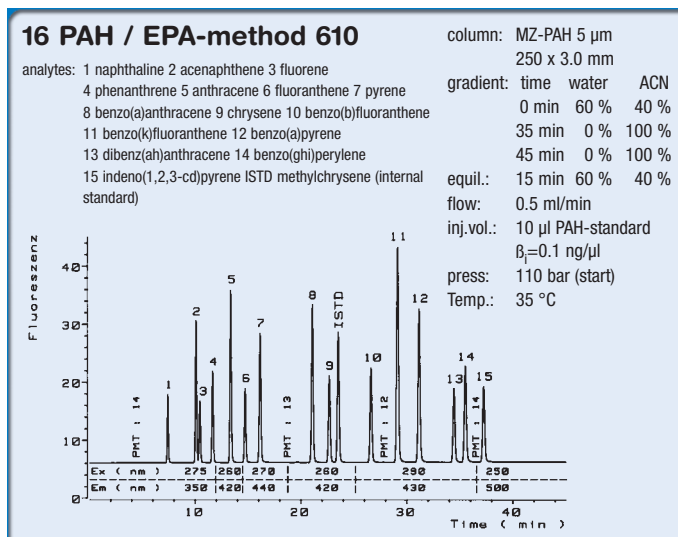 16 PAH / EPA-method 610
analytes: 1 naphthaline 2 acenaphthene 3 fluorene
4 phenanthrene 5 anthracene 6 fluoranthene 7 pyrene
8 benzo(a)anthracene 9 chrysene 10 benzo(b)fluoranthene
11 benzo(k)fluoranthene 12 benzo(a)pyrene
13 dibenz(ah)anthracene 14 benzo(ghi)perylene
15 indeno(1,2,3-cd)pyrene ISTD methylchrysene (internal
standard)
column: MZ-PAH 5 µm
250 x 3.0 mm
gradient: time water ACN
0 min 60 % 40 %
35 min 0 % 100 %
45 min 0 % 100 %
equil.: 15 min 60 % 40 %
flow: 0.5 ml/min
inj.vol.: 10 µl PAH-standard
ßi=0.1 ng/µl
press: 110 bar (start)
Temp.: 35 °C
Fluoreszenz
40
30
20
10
0
1
2
3
4
5
6
7
8
9
ISTD
10
11
12
13
14
15
PMT : 14
PMT : 13
PMT : 12
PMT : 14
Ex ( nm ) 275 260 270 260 290 250
Em ( nm ) 350 420 440 420 430 500
10 20 30 40
Time ( min )